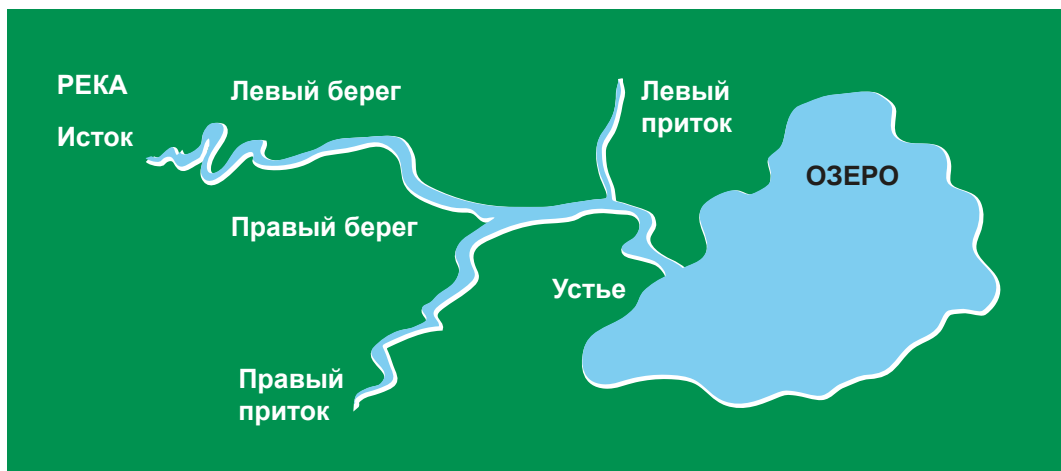 РЕКА
Исток
Левый берег
Левый
приток
ОЗЕРО
Правый берег
Устье
Правый
приток